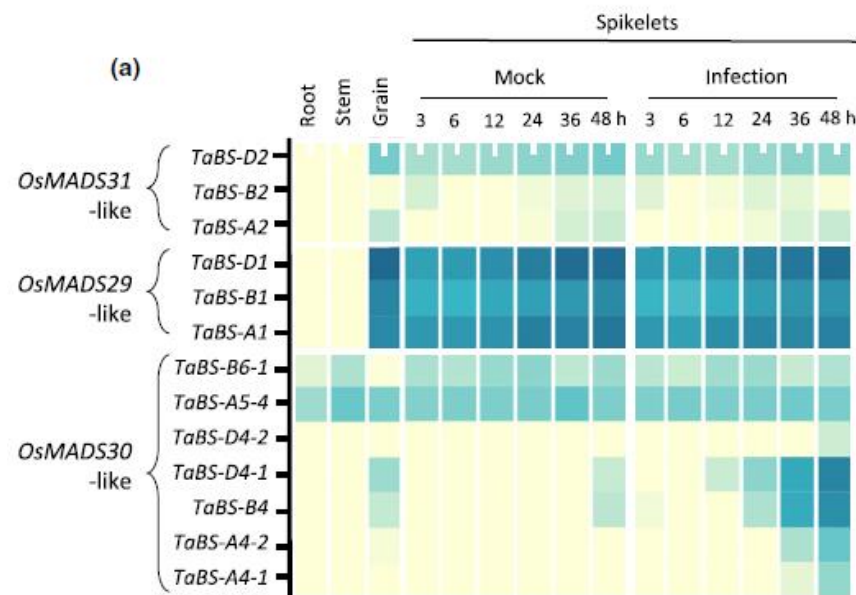 Spikelets
(a)
Mock
Infection
Root
Stem
Grain
3 6 12 24 36 48 h
3 6 12 24 36 48 h
OsMADS31
-like
TaBS-D2
TaBS-B2
TaBS-A2
OsMADS29
-like
TaBS-D1
TaBS-B1
TaBS-A1
OsMADS30
-like
TaBS-B6-1
TaBS-A5-4
TaBS-D4-2
TaBS-D4-1
TaBS-B4
TaBS-A4-2
TaBS-A4-1